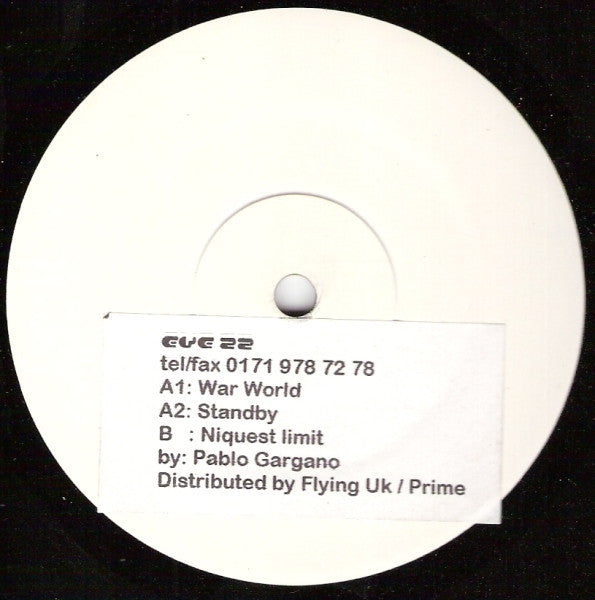 EVE 22
tel/fax 0171 978 72 78
A1: War World
A2: Standby
B : Niquest limit
by: Pablo Gargano
Distributed by Flying Uk / Prime